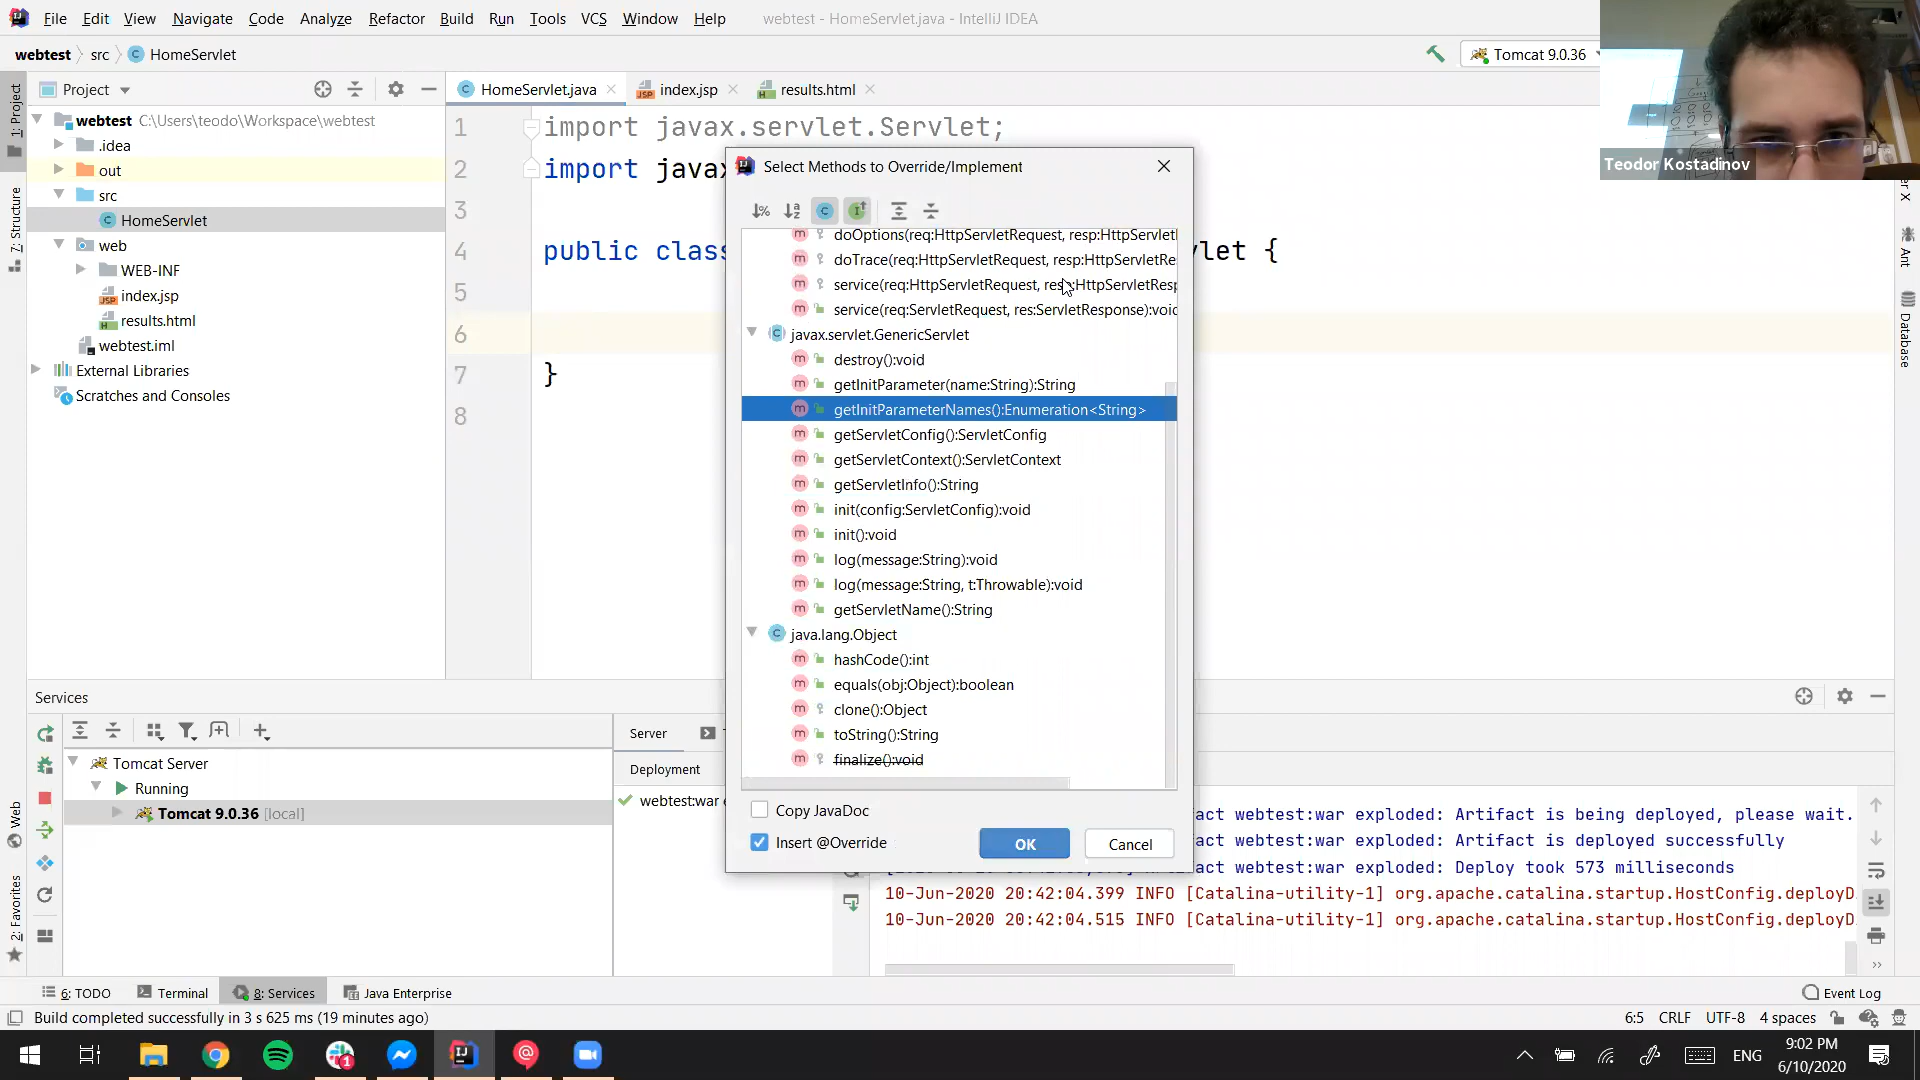 File Edit View Navigate Code Analyze Refactor Build Run Tools VCS Window Help webtest - HomeServlet.java - IntelliJ IDEA
webtest src HomeServlet
Tomcat 9.0.36
Teodor Kostadinov
1: Project
7: Structure
Web
2: Favorites
Ant
Database
Project
webtest C:\Users\teodo\Workspace\webtest
.idea
out
src
HomeServlet
web
WEB-INF
index.jsp
results.html
webtest.iml
External Libraries
Scratches and Consoles
HomeServlet.java index.jsp results.html
1 import javax.servlet.Servlet;
2 import javax
3
4 public class
let {
5
6
7 }
8
Select Methods to Override/Implement
doOptions(req:HttpServletRequest, resp:HttpServletI
doTrace(req:HttpServletRequest, resp:HttpServletRe
service(req:HttpServletRequest, resp:HttpServletResp
service(req:ServletRequest, res:ServletResponse):voic
javax.servlet.GenericServlet
destroy():void
getInitParameter(name:String):String
getInitParameterNames():Enumeration<String>
getServletConfig():ServletConfig
getServletContext():ServletContext
getServletInfo():String
init(config:ServletConfig):void
init():void
log(message:String):void
log(message:String, t:Throwable):void
getServletName():String
java.lang.Object
hashCode():int
equals(obj:Object):boolean
clone():Object
toString():String
finalize():void
Copy JavaDoc
Insert @Override
OK Cancel
Services
Tomcat Server
Running
Tomcat 9.0.36 [local]
Server
Deployment
webtest:war e
act webtest:war exploded: Artifact is being deployed, please wait.
act webtest:war exploded: Artifact is deployed successfully
act webtest:war exploded: Deploy took 573 milliseconds
10-Jun-2020 20:42:04.399 INFO [Catalina-utility-1] org.apache.catalina.startup.HostConfig.deployD
10-Jun-2020 20:42:04.515 INFO [Catalina-utility-1] org.apache.catalina.startup.HostConfig.deployD
6: TODO Terminal 8: Services Java Enterprise Event Log
Build completed successfully in 3 s 625 ms (19 minutes ago) 6:5 CRLF UTF-8 4 spaces
ENG
9:02 PM
6/10/2020